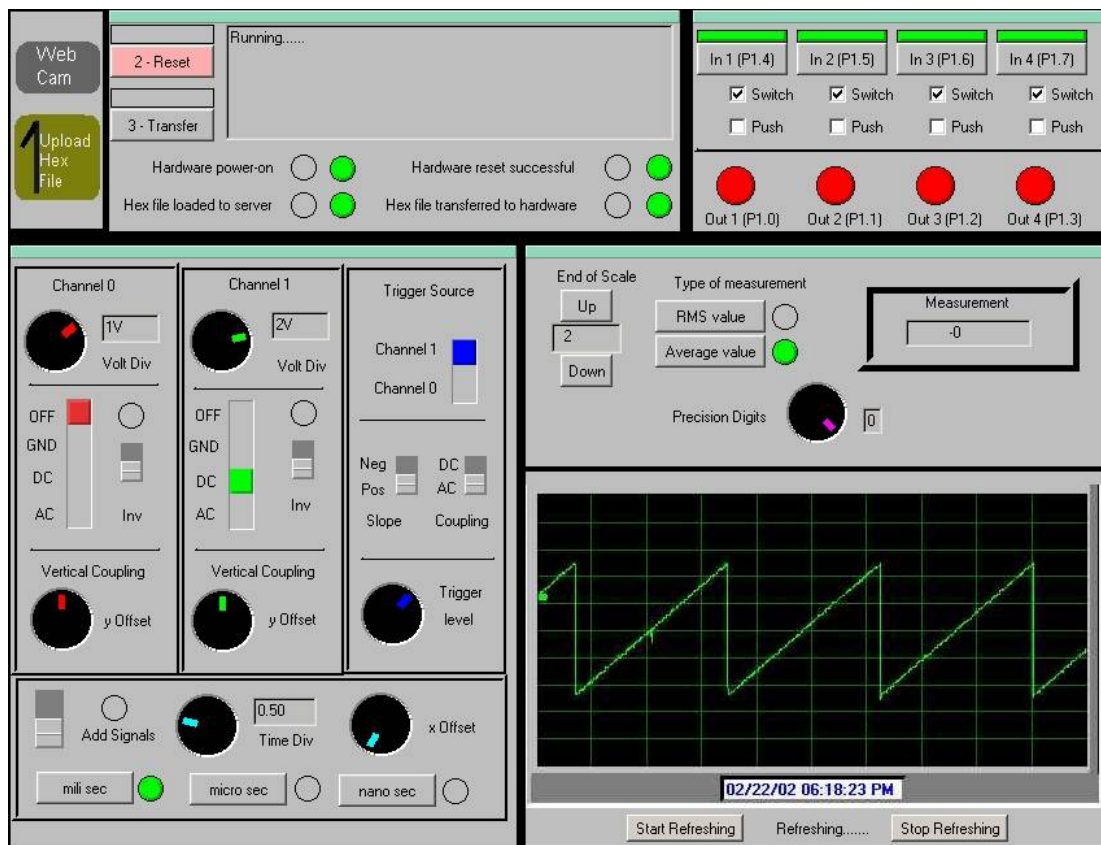 Web
Cam
1 Upload
Hex
File
2 - Reset
3 - Transfer
Running......
Hardware power-on
Hardware reset successful
Hex file loaded to server
Hex file transferred to hardware
In 1 (P1.4)
In 2 (P1.5)
In 3 (P1.6)
In 4 (P1.7)
Switch
Switch
Switch
Switch
Push
Push
Push
Push
Out 1 (P1.0)
Out 2 (P1.1)
Out 3 (P1.2)
Out 4 (P1.3)
Channel 0
1V
Volt Div
OFF
GND
DC
AC
Inv
Vertical Coupling
y Offset
Channel 1
2V
Volt Div
OFF
GND
DC
AC
Inv
Vertical Coupling
y Offset
Trigger Source
Channel 1
Channel 0
Neg
Pos
Slope
DC
AC
Coupling
Trigger
level
Add Signals
0.50
Time Div
x Offset
mili sec
micro sec
nano sec
End of Scale
Up
2
Down
Type of measurement
RMS value
Average value
Measurement
-0
Precision Digits
0
02/22/02 06:18:23 PM
Start Refreshing
Refreshing.......
Stop Refreshing